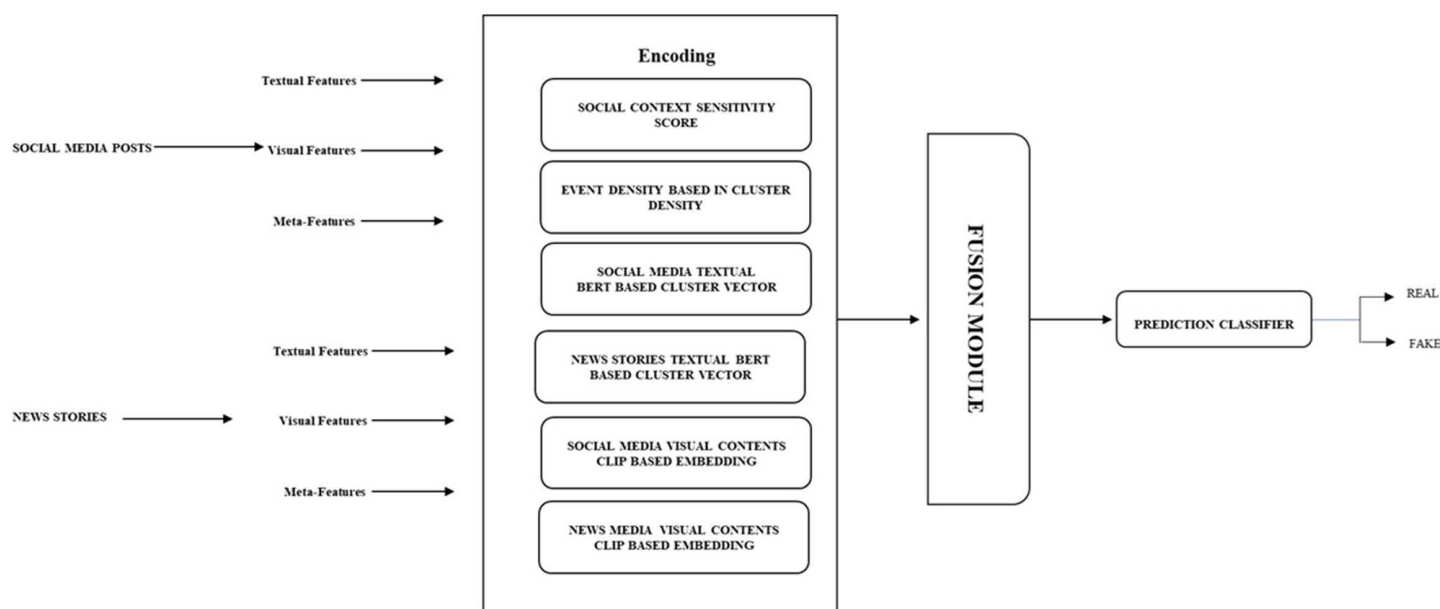 SOCIAL MEDIA POSTS
Textual Features
Visual Features
Meta-Features
NEWS STORIES
Textual Features
Visual Features
Meta-Features
Encoding
SOCIAL CONTEXT SENSITIVITY
SCORE
EVENT DENSITY BASED IN CLUSTER
DENSITY
SOCIAL MEDIA TEXTUAL
BERT BASED CLUSTER VECTOR
NEWS STORIES TEXTUAL BERT
BASED CLUSTER VECTOR
SOCIAL MEDIA VISUAL CONTENTS
CLIP BASED EMBEDDING
NEWS MEDIA VISUAL CONTENTS
CLIP BASED EMBEDDING
FUSION MODULE
PREDICTION CLASSIFIER
REAL
FAKE